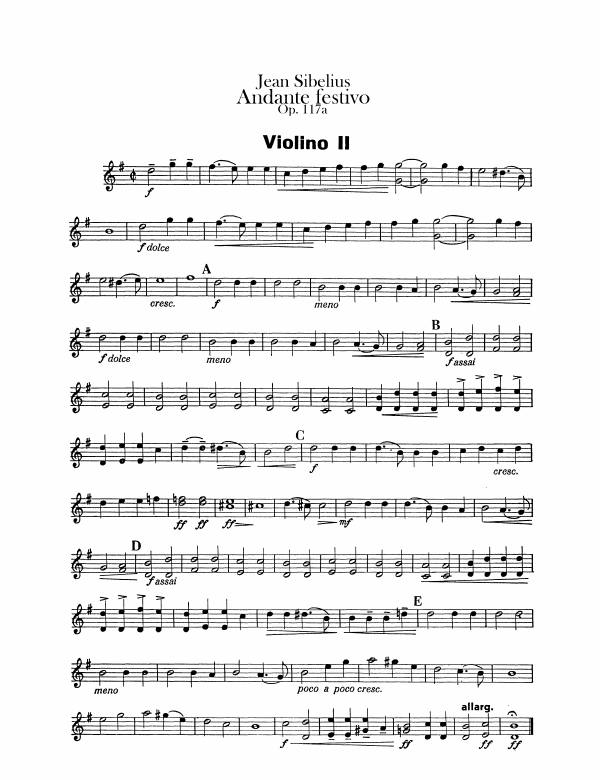 Jean Sibelius
Andante festivo
Op. 117a
Violino II
f
f dolce
A
cresc. f meno
B
f dolce meno f assai
C
f cresc.
ff ff ff mf
D
f assai
E
meno poco a poco cresc.
allarg.
f ff ff ff